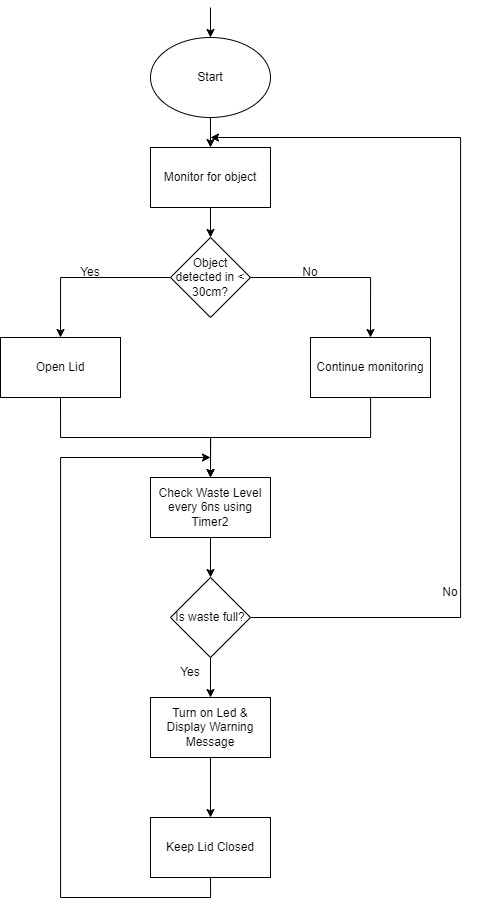 Start
Monitor for object
Object
detected in <
30cm?
Yes
No
Open Lid
Continue monitoring
Check Waste Level
every 6ns using
Timer2
Is waste full?
No
Yes
Turn on Led &
Display Warning
Message
Keep Lid Closed